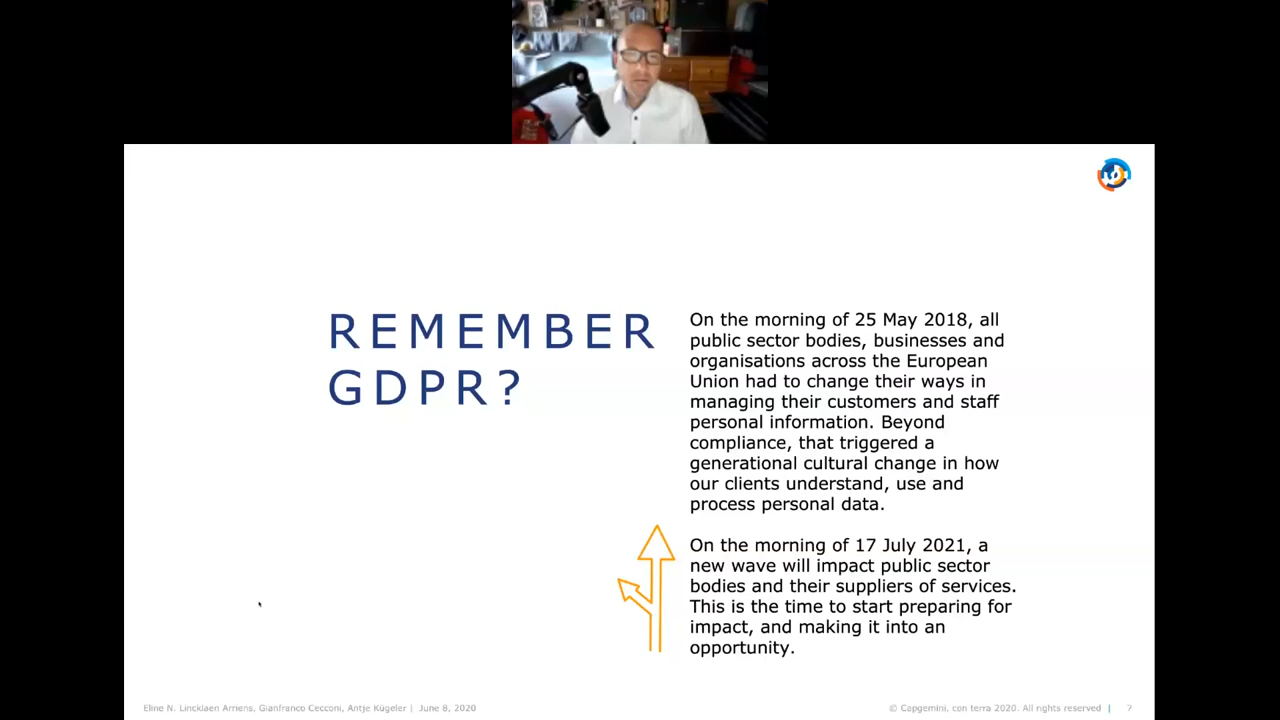 REMEMBER
GDPR?
On the morning of 25 May 2018, all
public sector bodies, businesses and
organisations across the European
Union had to change their ways in
managing their customers and staff
personal information. Beyond
compliance, that triggered a
generational cultural change in how
our clients understand, use and
process personal data.
On the morning of 17 July 2021, a
new wave will impact public sector
bodies and their suppliers of services.
This is the time to start preparing for
impact, and making it into an
opportunity.
Eline N. Lincklaen Arriens, Gianfranco Cecconi, Antje Kügeler | June 8, 2020
© Capgemini, con terra 2020. All rights reserved | 7